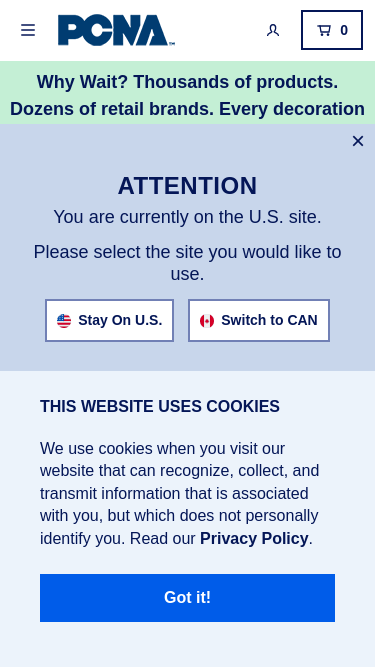 PCNA
0
Why Wait? Thousands of products.
Dozens of retail brands. Every decoration
ATTENTION
You are currently on the U.S. site.
Please select the site you would like to
use.
Stay On U.S.
Switch to CAN
THIS WEBSITE USES COOKIES
We use cookies when you visit our
website that can recognize, collect, and
transmit information that is associated
with you, but which does not personally
identify you. Read our Privacy Policy.
Got it!